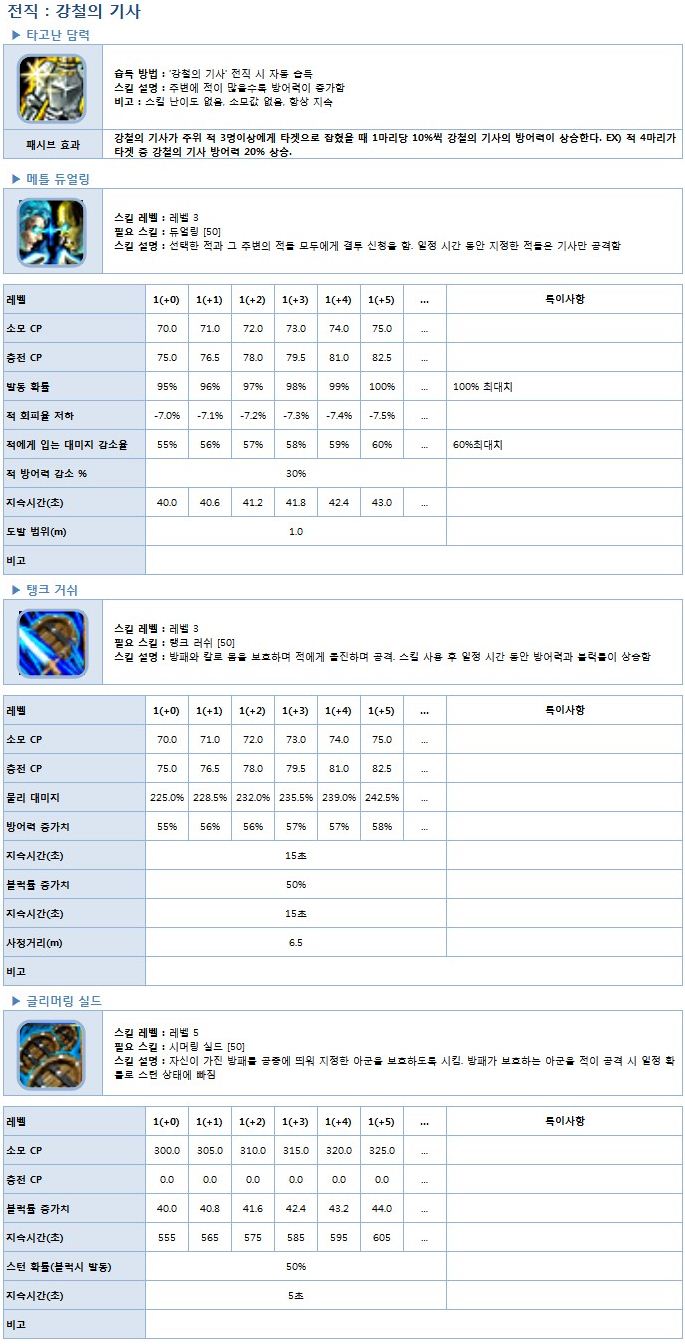 전직 : 강철의 기사
▶ 타고난 담력
습득 방법 : '강철의 기사' 전직 시 자동 습득
스킬 설명 : 주변에 적이 많을수록 방어력이 증가함
비고 : 스킬 난이도 없음, 소모값 없음, 항상 지속
패시브 효과
강철의 기사가 주위 적 3명이상에게 타겟으로 잡혔을 때 1마리당 10%씩 강철의 기사의 방어력이 상승한다. EX) 적 4마리가
타겟 중 강철의 기사 방어력 20% 상승.
▶ 메틀 듀얼링
스킬 레벨 : 레벨 3
필요 스킬 : 듀얼링 [50]
스킬 설명 : 선택한 적과 그 주변의 적들 모두에게 결투 신청을 함. 일정 시간 동안 지정한 적들은 기사만 공격함
레벨 1(+0) 1(+1) 1(+2) 1(+3) 1(+4) 1(+5) ... 특이사항
소모 CP 70.0 71.0 72.0 73.0 74.0 75.0 ...
충전 CP 75.0 76.5 78.0 79.5 81.0 82.5 ...
발동 확률 95% 96% 97% 98% 99% 100% ... 100% 최대치
적 회피율 저하 -7.0% -7.1% -7.2% -7.3% -7.4% -7.5% ...
적에게 입는 대미지 감소율 55% 56% 57% 58% 59% 60% ... 60%최대치
적 방어력 감소 % 30%
지속시간(초) 40.0 40.6 41.2 41.8 42.4 43.0 ...
도발 범위(m) 1.0
비고
▶ 탱크 거쉬
스킬 레벨 : 레벨 3
필요 스킬 : 탱크 러쉬 [50]
스킬 설명 : 방패와 칼로 몸을 보호하며 적에게 돌진하며 공격. 스킬 사용 후 일정 시간 동안 방어력과 블럭률이 상승함
레벨 1(+0) 1(+1) 1(+2) 1(+3) 1(+4) 1(+5) ... 특이사항
소모 CP 70.0 71.0 72.0 73.0 74.0 75.0 ...
충전 CP 75.0 76.5 78.0 79.5 81.0 82.5 ...
물리 대미지 225.0% 228.5% 232.0% 235.5% 239.0% 242.5% ...
방어력 증가치 55% 56% 56% 57% 57% 58% ...
지속시간(초) 15초
블럭률 증가치 50%
지속시간(초) 15초
사정거리(m) 6.5
비고
▶ 글리머링 실드
스킬 레벨 : 레벨 5
필요 스킬 : 시머링 실드 [50]
스킬 설명 : 자신이 가진 방패를 공중에 띄워 지정한 아군을 보호하도록 시킴. 방패가 보호하는 아군을 적이 공격 시 일정 확
률로 스턴 상태에 빠짐
레벨 1(+0) 1(+1) 1(+2) 1(+3) 1(+4) 1(+5) ... 특이사항
소모 CP 300.0 305.0 310.0 315.0 320.0 325.0 ...
충전 CP 0.0 0.0 0.0 0.0 0.0 0.0 ...
블럭률 증가치 40.0 40.8 41.6 42.4 43.2 44.0 ...
지속시간(초) 555 565 575 585 595 605 ...
스턴 확률(블럭시 발동) 50%
지속시간(초) 5초
비고